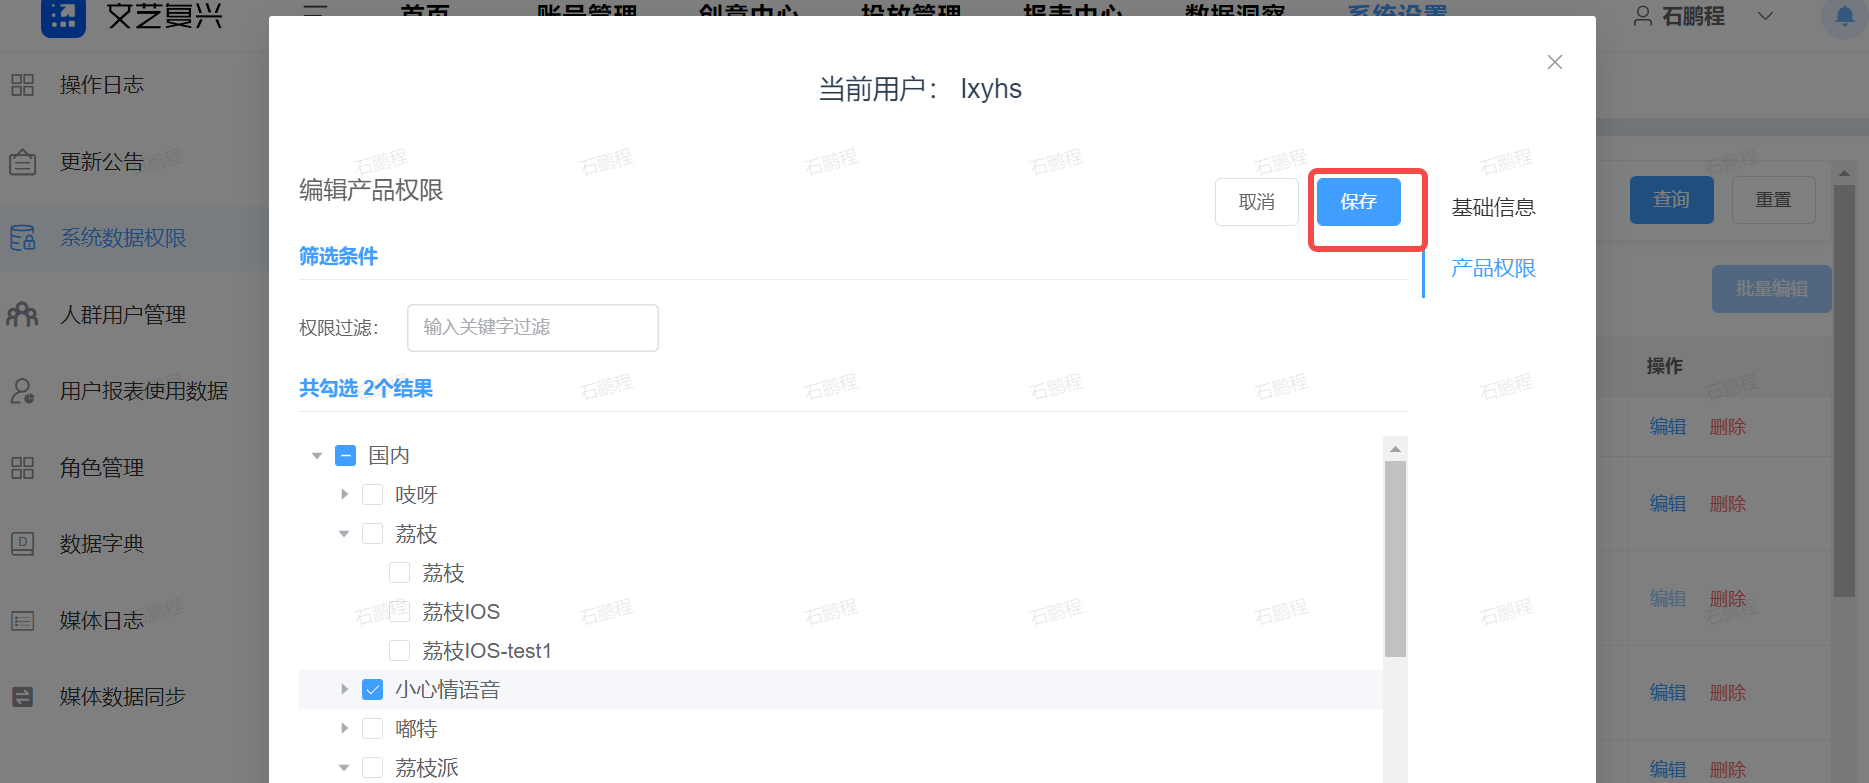 文艺复兴
首页 账号管理 创意中心 投放管理 报表中心 数据洞察 系统设置
石鹏程
操作日志
更新公告
系统数据权限
人群用户管理
用户报表使用数据
角色管理
数据字典
媒体日志
媒体数据同步
当前用户： lxyhs
编辑产品权限
取消
保存
基础信息
产品权限
筛选条件
权限过滤：
输入关键字过滤
共勾选 2个结果
国内
吱呀
荔枝
荔枝
荔枝IOS
荔枝IOS-test1
小心情语音
嘟特
荔枝派
查询
重置
批量编辑
操作
编辑 删除
编辑 删除
编辑 删除
编辑 删除
编辑 删除
石鹏程